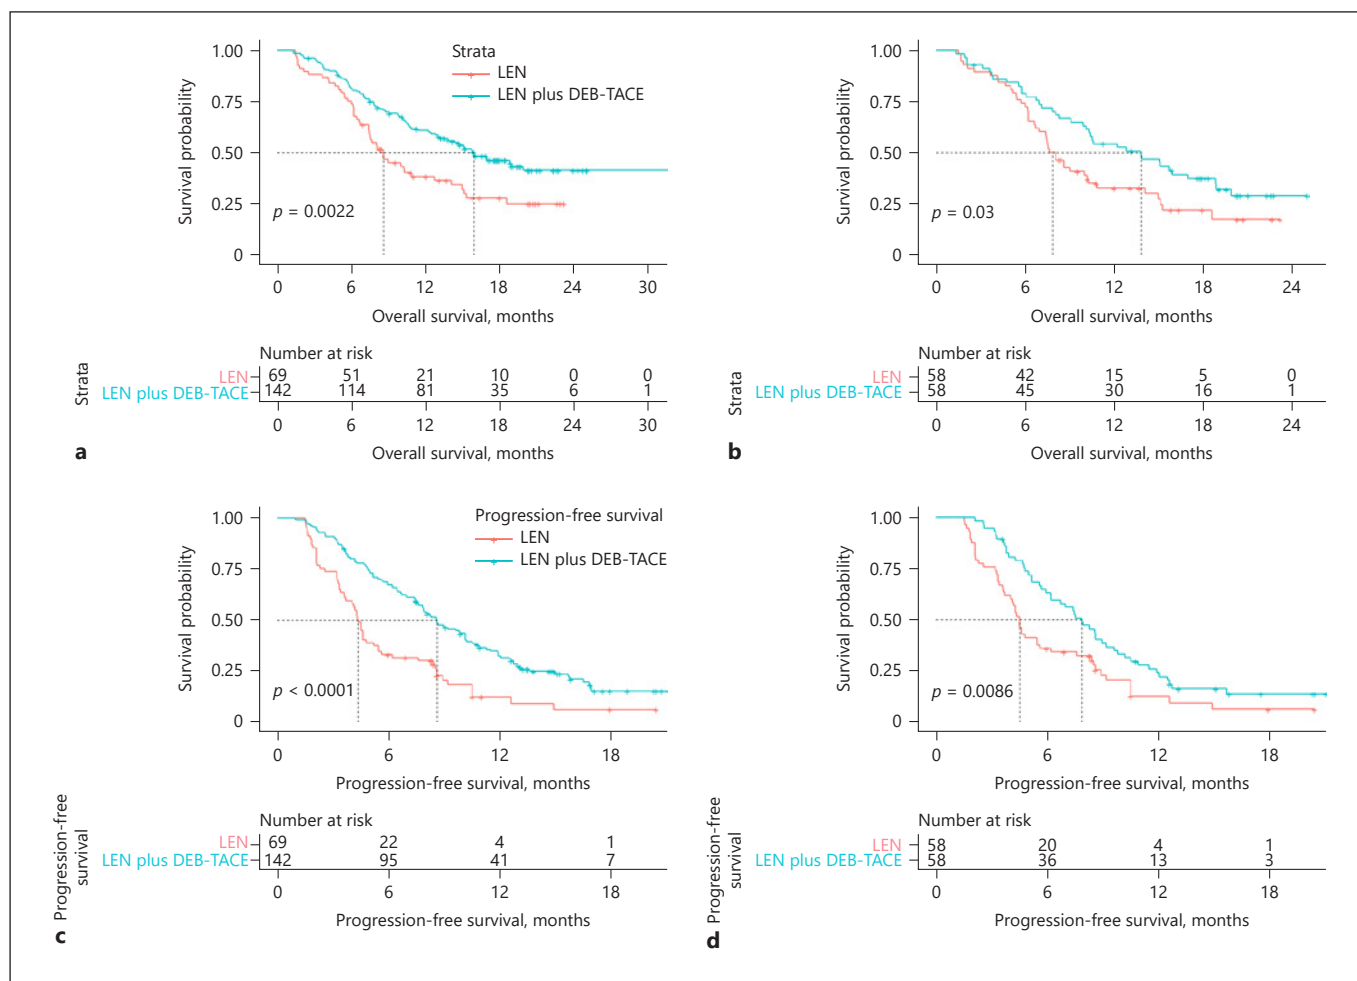 1.00
0.75
0.50
0.25
0
Survival probability
Strata
LEN
LEN plus DEB-TACE
p = 0.0022
0 6 12 18 24 30
Overall survival, months
Number at risk
Strata
LEN 69 51 21 10 0 0
LEN plus DEB-TACE 142 114 81 35 6 1
0 6 12 18 24 30
Overall survival, months
a
1.00
0.75
0.50
0.25
0
Survival probability
p = 0.03
0 6 12 18 24
Overall survival, months
Number at risk
Strata
LEN 58 42 15 5 0
LEN plus DEB-TACE 58 45 30 16 1
0 6 12 18 24
Overall survival, months
b
1.00
0.75
0.50
0.25
0
Survival probability
Progression-free survival
LEN
LEN plus DEB-TACE
p < 0.0001
0 6 12 18
Progression-free survival, months
Number at risk
Progression-free
survival
LEN 69 22 4 1
LEN plus DEB-TACE 142 95 41 7
0 6 12 18
Progression-free survival, months
c
1.00
0.75
0.50
0.25
0
Survival probability
p = 0.0086
0 6 12 18
Progression-free survival, months
Number at risk
Progression-free
survival
LEN 58 20 4 1
LEN plus DEB-TACE 58 36 13 3
0 6 12 18
Progression-free survival, months
d